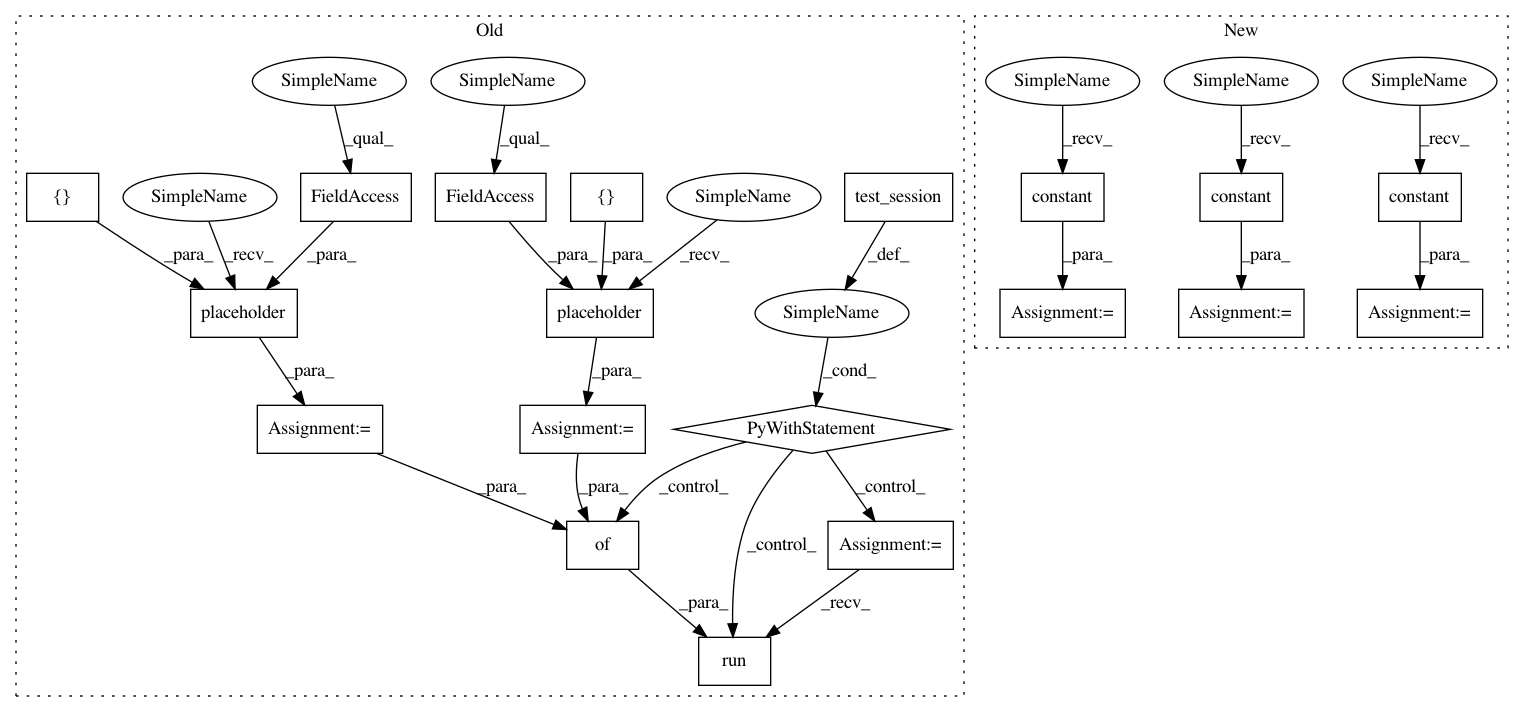 Old
New
SimpleName
SimpleName
SimpleName
SimpleName
SimpleName
_qual_
_qual_
_recv_
_recv_
_recv_
{}
SimpleName
FieldAccess
FieldAccess
{}
SimpleName
test_session
constant
constant
constant
_para_
_recv_
_para_
_para_
_para_
_recv_
_def_
_para_
_para_
_para_
placeholder
placeholder
SimpleName
Assignment:=
Assignment:=
Assignment:=
_para_
_para_
_cond_
Assignment:=
Assignment:=
PyWithStatement
_para_
_para_
_control_
_control_
of
_control_
Assignment:=
_para_
_recv_
run